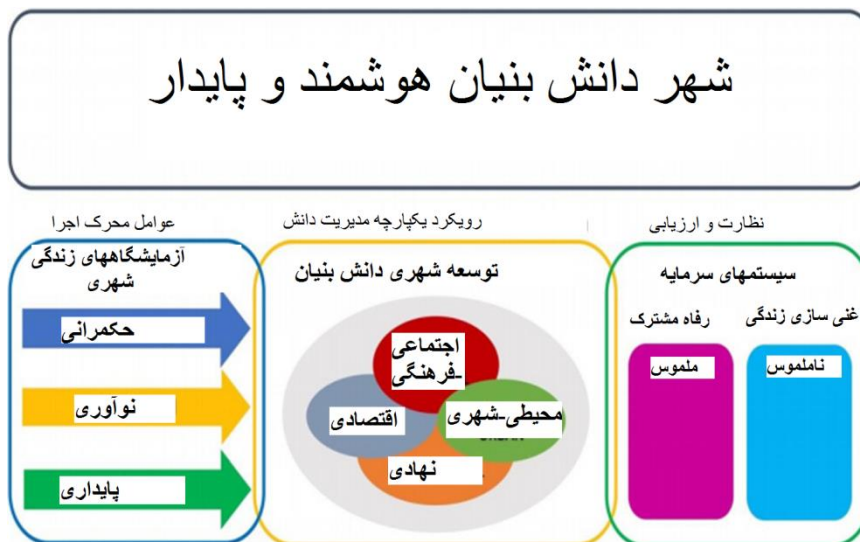 شهر دانش بنیان هوشمند و پایدار
عوامل محرک اجرا
رویکرد یکپارچه مدیریت دانش
نظارت و ارزیابی
آزمایشگاههای زندگی
شهری
حکمرانی
نوآوری
پایداری
توسعه شهری دانش بنیان
اجتماعی
-فرهنگی
اقتصادی
محیطی-شهری
نهادی
سیستمهای سرمایه
رفاه مشترک
غنی سازی زندگی
ملموس
ناملموس